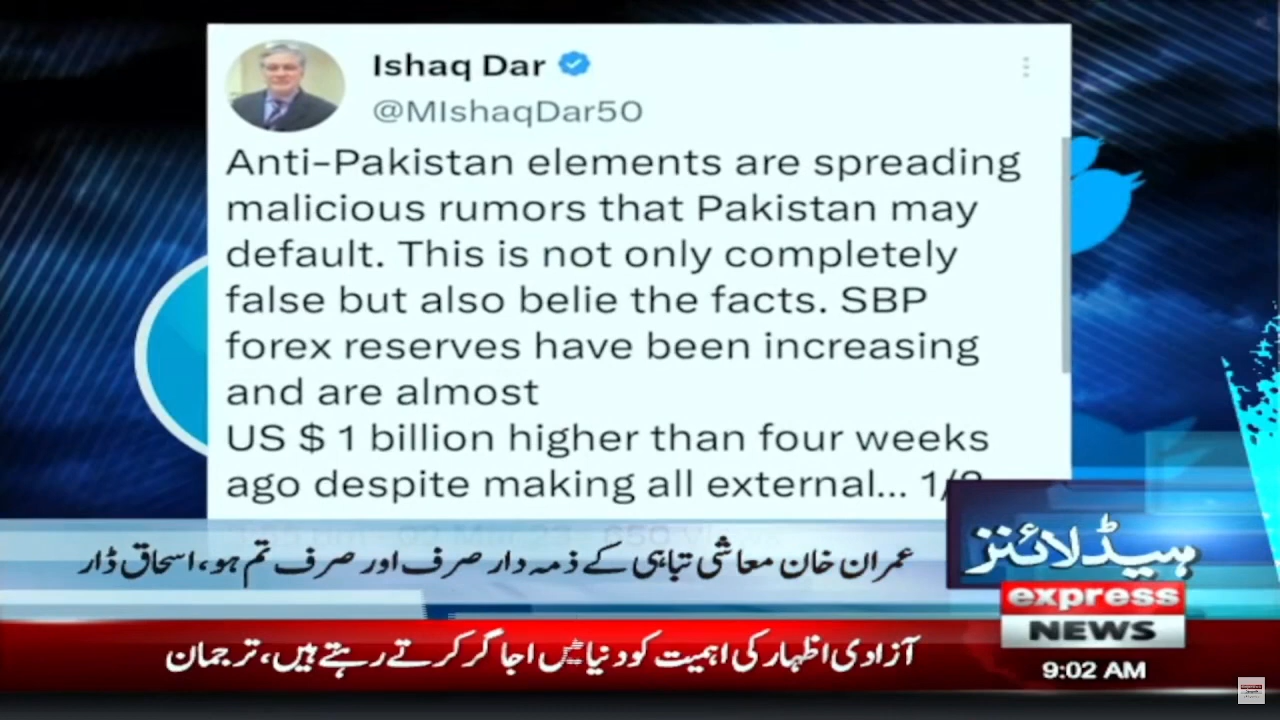 Ishaq Dar
@MIshaqDar50
Anti-Pakistan elements are spreading
malicious rumors that Pakistan may
default. This is not only completely
false but also belie the facts. SBP
forex reserves have been increasing
and are almost
US $ 1 billion higher than four weeks
ago despite making all external... 1/2
ہیڈلائنز
عمران خان معاشی تباہی کے ذمہ دار صرف اور صرف تم ہو، اسحاق ڈار
express
NEWS
آزادی اظہار کی اہمیت کو دنیا میں اجاگر کرتے رہتے ہیں، ترجمان
9:02 AM